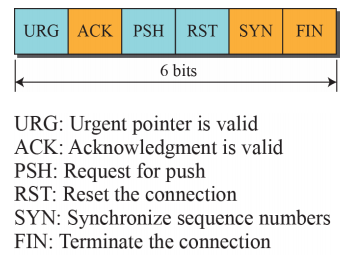 URG ACK PSH RST SYN FIN
6 bits
URG: Urgent pointer is valid
ACK: Acknowledgment is valid
PSH: Request for push
RST: Reset the connection
SYN: Synchronize sequence numbers
FIN: Terminate the connection